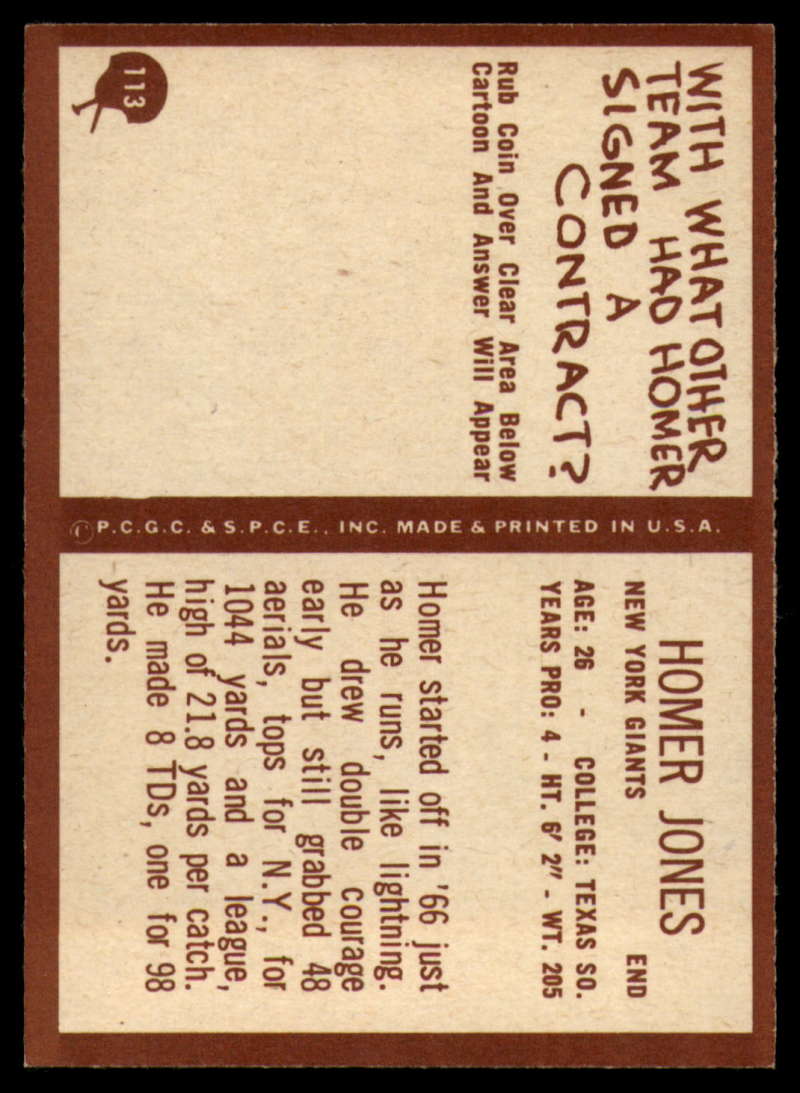 113
WITH WHAT OTHER
TEAM HAD HOMER
SIGNED A
CONTRACT?
Rub Coin Over Clear Area Below
Cartoon And Answer Will Appear
© P.C.G.C. & S.P.C.E., INC. MADE & PRINTED IN U.S.A.
HOMER JONES
NEW YORK GIANTS END
AGE: 26 - COLLEGE: TEXAS SO.
YEARS PRO: 4 - HT. 6' 2" - WT. 205
Homer started off in '66 just
as he runs, like lightning.
He drew double courage
early but still grabbed 48
aerials, tops for N.Y., for
1044 yards and a league,
high of 21.8 yards per catch.
He made 8 TDs, one for 98
yards.